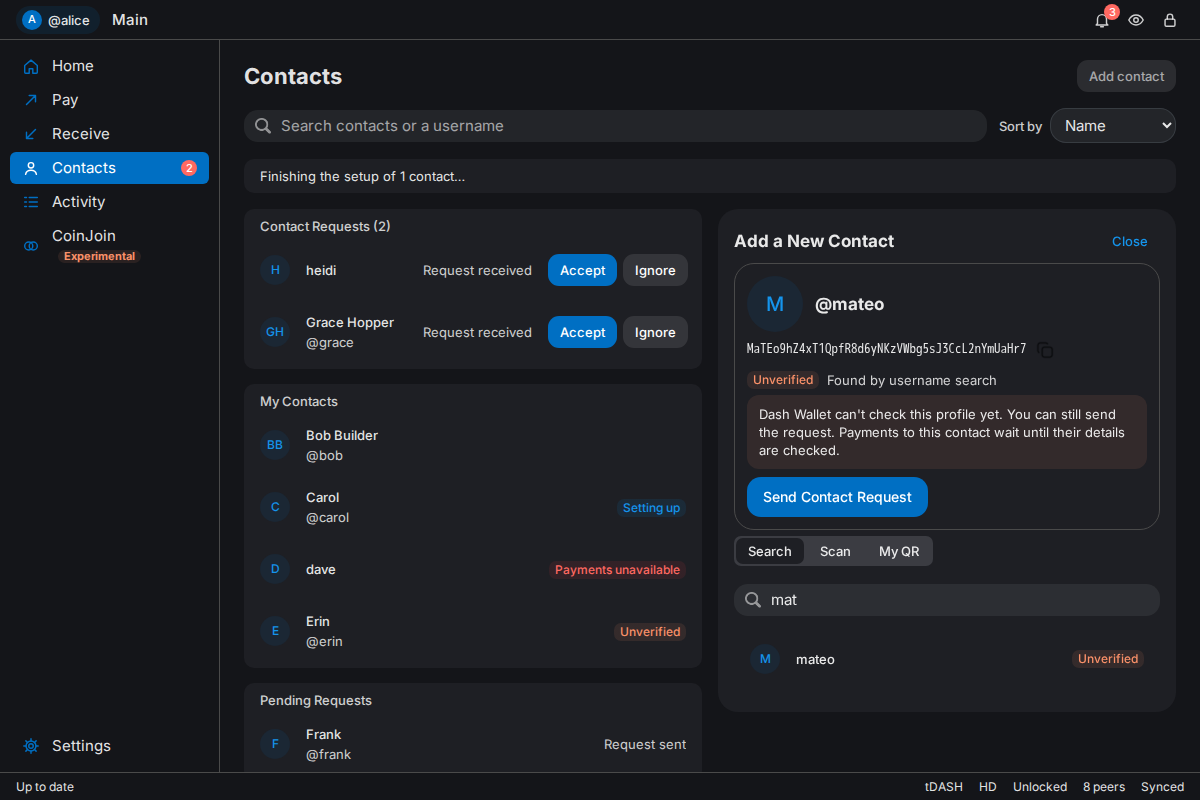 A @alice Main 3
Home
Pay
Receive
Contacts 2
Activity
CoinJoin
Experimental
Settings
Contacts
Add contact
Search contacts or a username
Sort by Name
Finishing the setup of 1 contact...
Contact Requests (2)
H heidi Request received Accept Ignore
GH Grace Hopper
@grace
Request received Accept Ignore
My Contacts
BB Bob Builder
@bob
C Carol
@carol
Setting up
D dave Payments unavailable
E Erin
@erin
Unverified
Pending Requests
F Frank
@frank
Request sent
Add a New Contact Close
M @mateo
MaTEo9hZ4xT1QpfR8d6yNKzVWbg5sJ3CcL2nYmUaHr7
Unverified Found by username search
Dash Wallet can't check this profile yet. You can still send
the request. Payments to this contact wait until their details
are checked.
Send Contact Request
Search Scan My QR
mat
M mateo Unverified
Up to date tDASH HD Unlocked 8 peers Synced